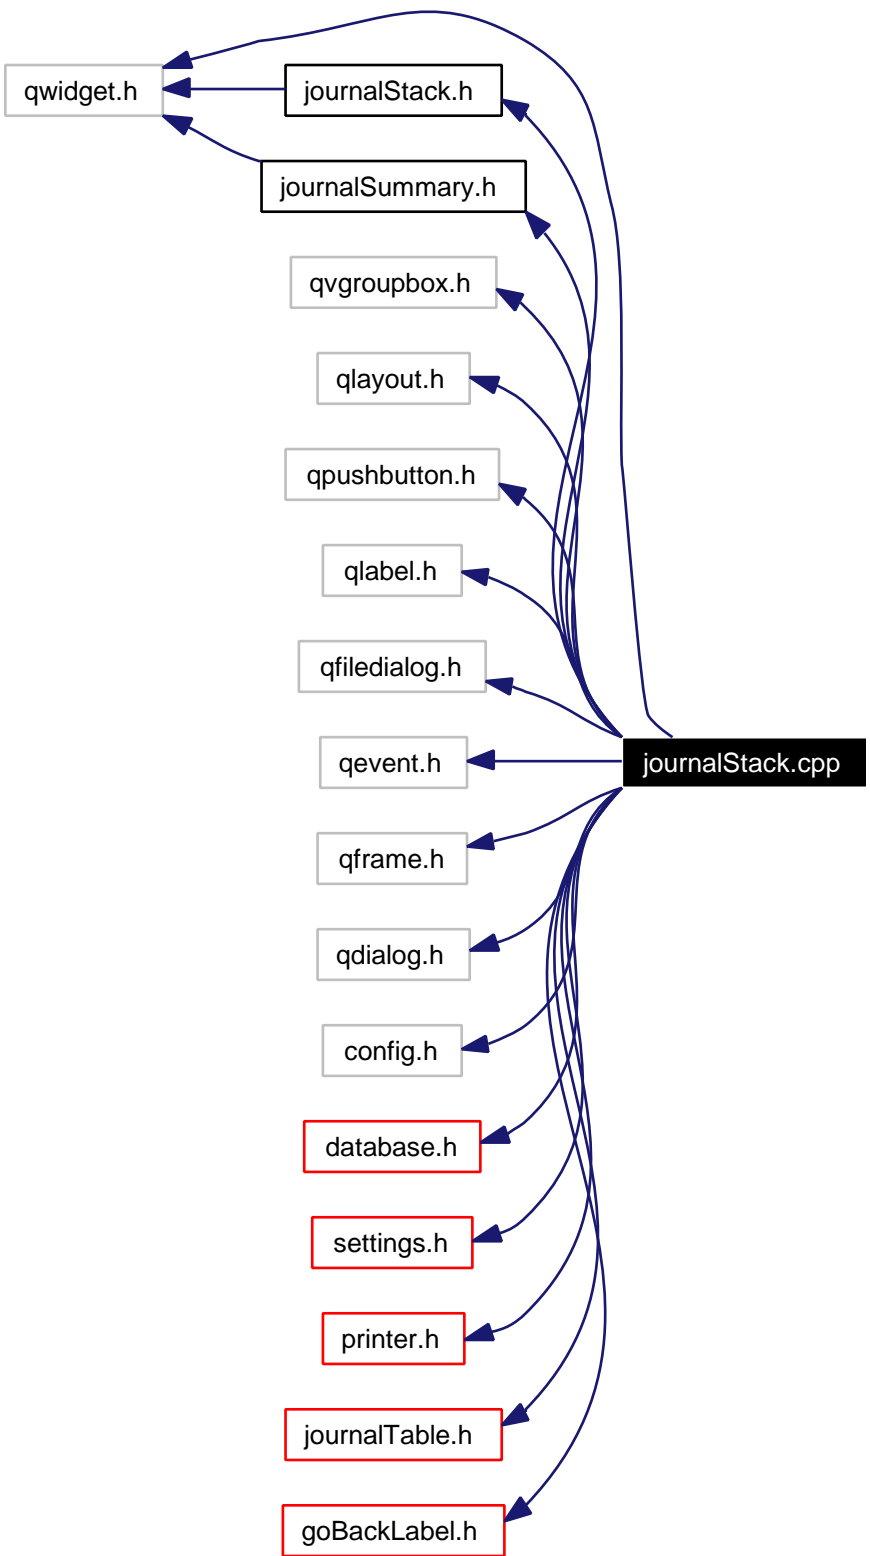 qwidget.h
journalStack.h
journalSummary.h
qvgroupbox.h
qlayout.h
qpushbutton.h
qlabel.h
qfiledialog.h
qevent.h
journalStack.cpp
qframe.h
qdialog.h
config.h
database.h
settings.h
printer.h
journalTable.h
goBackLabel.h